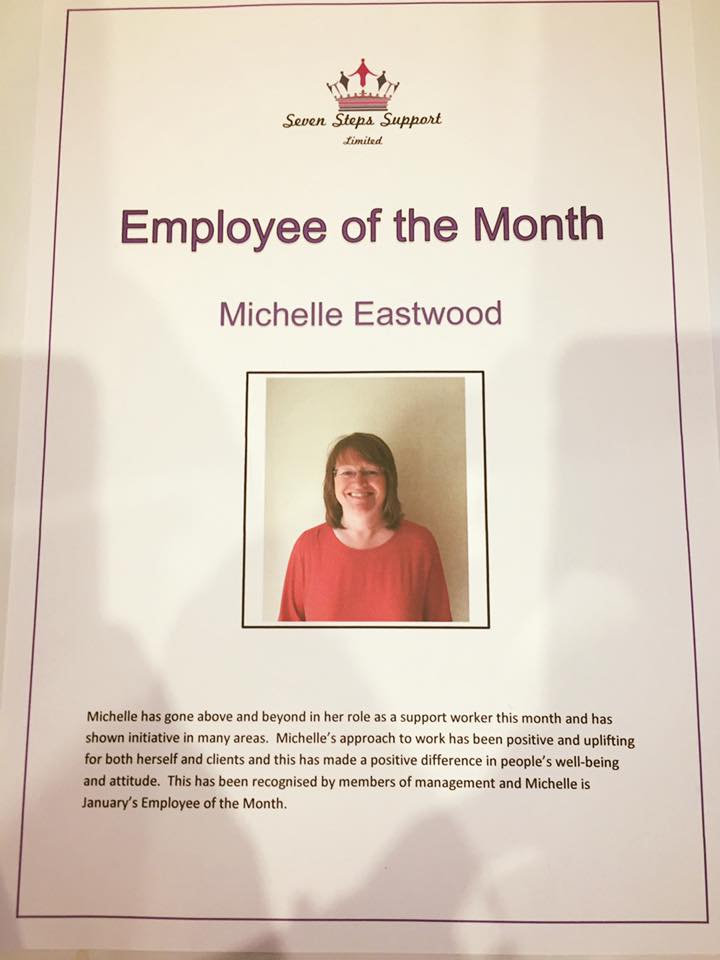 Seven Steps Support
Limited
Employee of the Month
Michelle Eastwood
Michelle has gone above and beyond in her role as a support worker this month and has
shown initiative in many areas.  Michelle’s approach to work has been positive and uplifting
for both herself and clients and this has made a positive difference in people’s well-being
and attitude.  This has been recognised by members of management and Michelle is
January’s Employee of the Month.